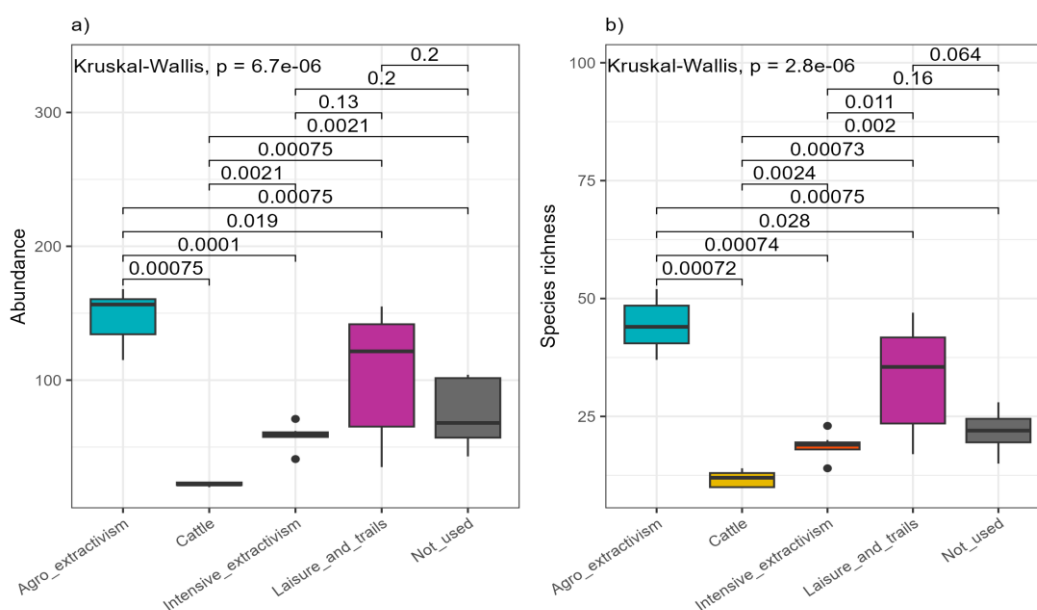 a)
Kruskal-Wallis, p = 6.7e-06
0.2
0.2
0.13
0.0021
0.00075
0.0021
0.00075
0.019
0.0001
0.00075
300
200
100
Abundance
Agro_extractivism
Cattle
Intensive_extractivism
Laisure_and_trails
Not_used
b)
Kruskal-Wallis, p = 2.8e-06
0.064
0.16
0.011
0.002
0.00073
0.0024
0.00075
0.028
0.00074
0.00072
100
75
50
25
Species richness
Agro_extractivism
Cattle
Intensive_extractivism
Laisure_and_trails
Not_used